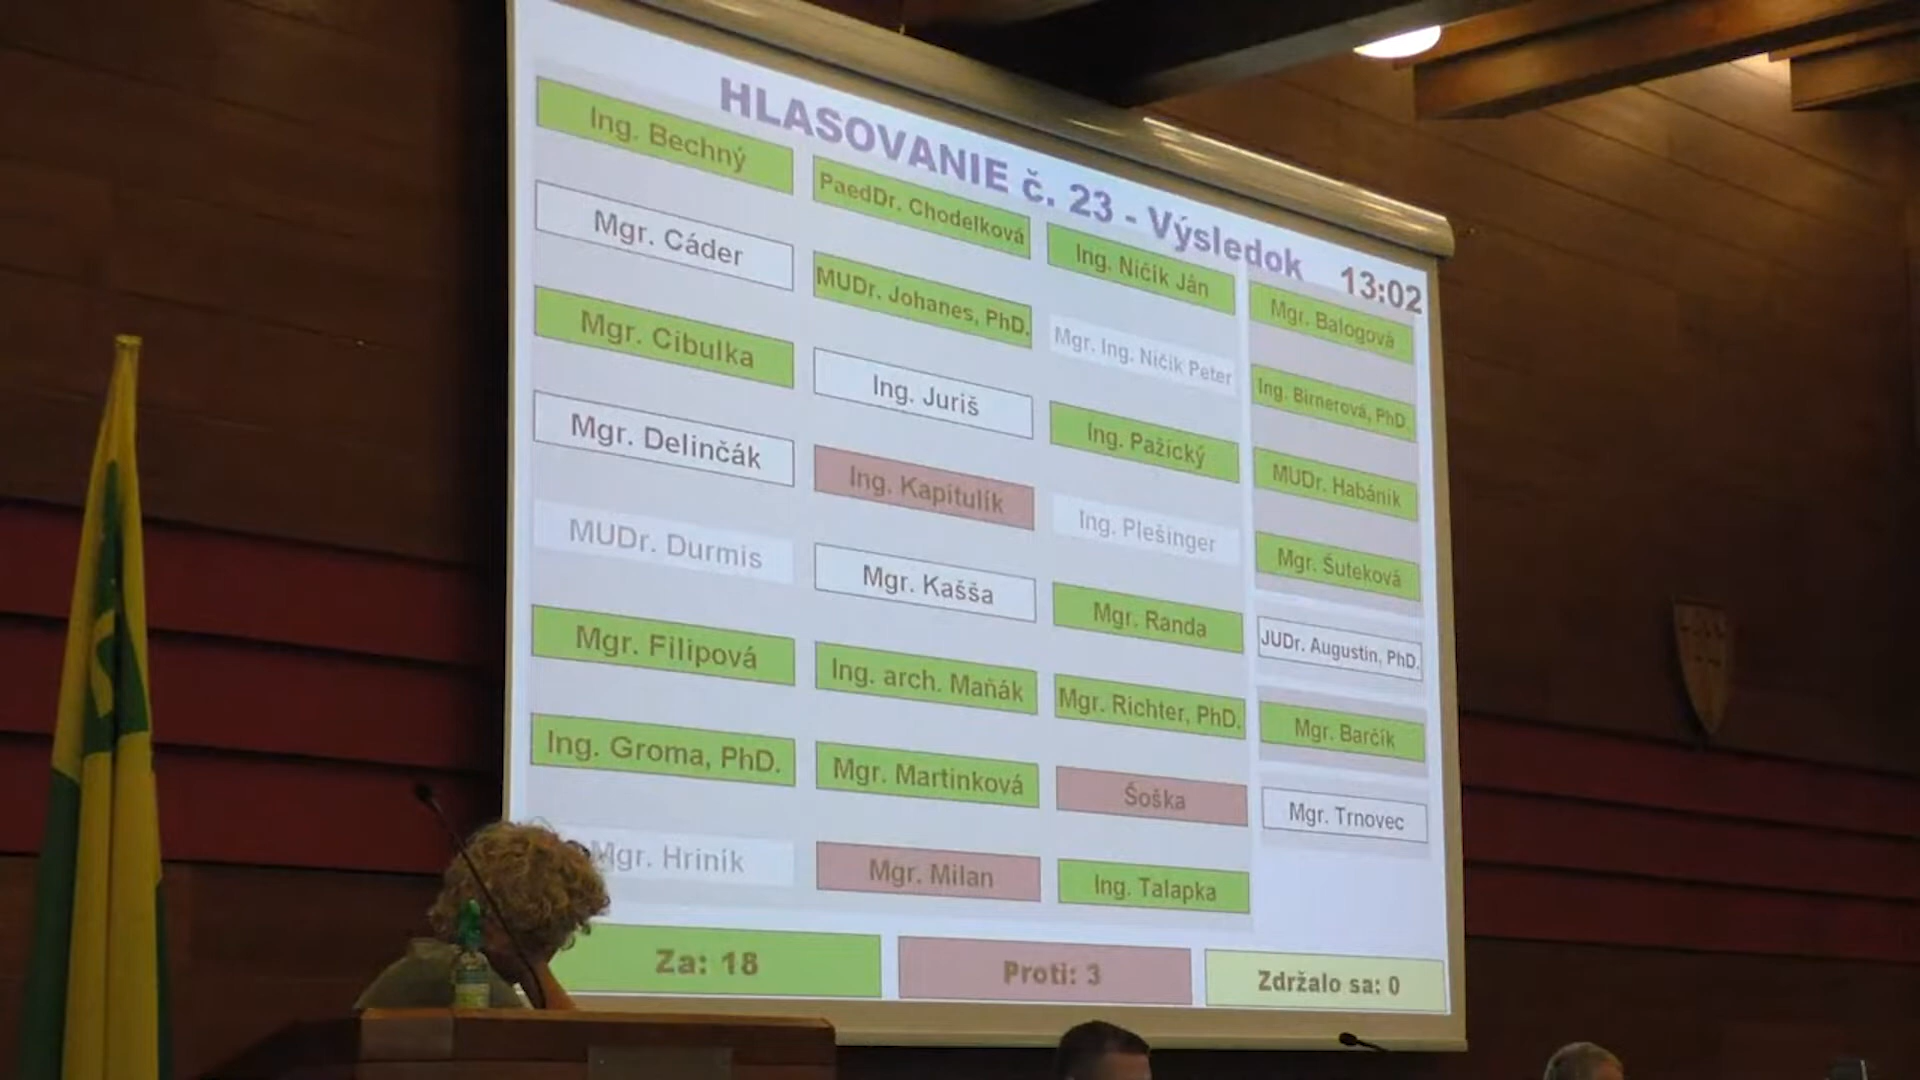 HLASOVANIE č. 23 - Výsledok 13:02
Ing. Bechný
Mgr. Cáder
Mgr. Cibulka
Mgr. Delinčák
MUDr. Durmis
Mgr. Filipová
Ing. Groma, PhD.
Mgr. Hriník
PaedDr. Chodelková
MUDr. Johanes, PhD.
Ing. Juriš
Ing. Kapitulík
Mgr. Kašša
Ing. arch. Maňák
Mgr. Martinková
Mgr. Milan
Ing. Ničík Ján
Mgr. Ing. Ničík Peter
Ing. Pažický
Ing. Plešinger
Mgr. Randa
Mgr. Richter, PhD.
Šoška
Ing. Talapka
Mgr. Balogová
Ing. Birnerová, PhD.
MUDr. Habánik
Mgr. Šuteková
JUDr. Augustin, PhD.
Mgr. Barčík
Mgr. Trnovec
Za: 18
Proti: 3
Zdržalo sa: 0